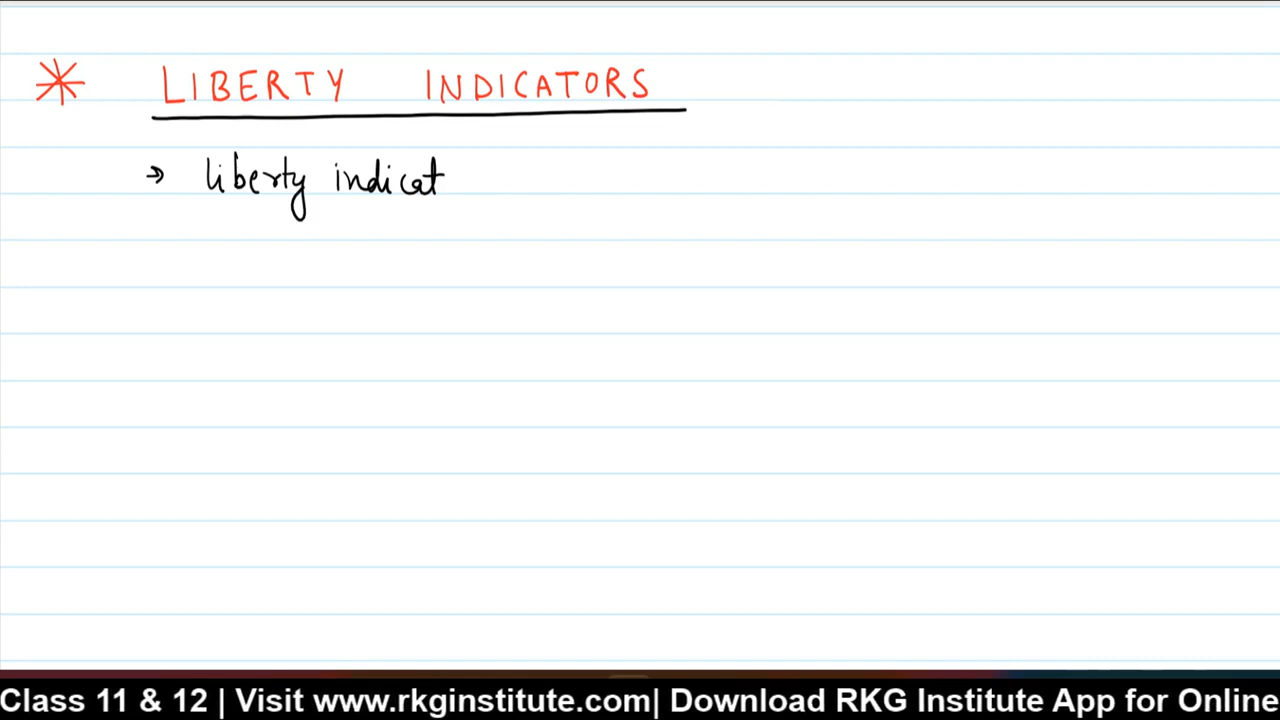 * LIBERTY INDICATORS
→ liberty indicat
Class 11 & 12 | Visit www.rkginstitute.com| Download RKG Institute App for Online